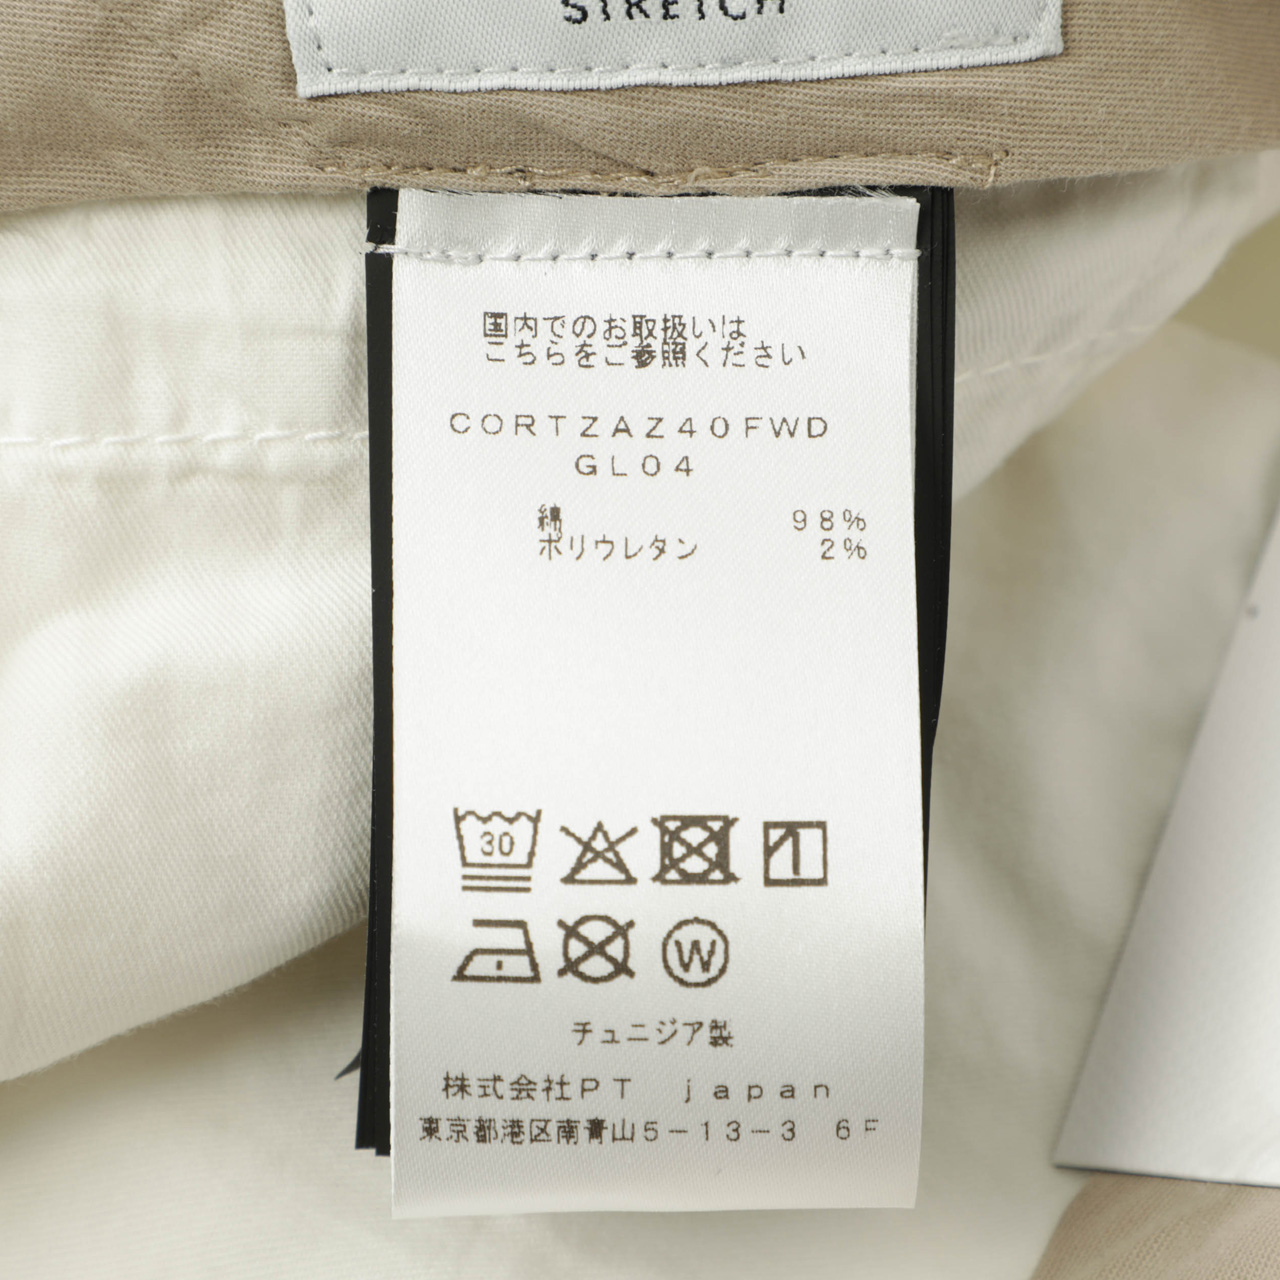 STRETCH
国内でのお取扱いは
こちらをご参照ください
CORTZAZ40FWD
GL04
綿 98%
ポリウレタン 2%
30
W
チュニジア製
株式会社PT japan
東京都港区南青山5-13-3 6F